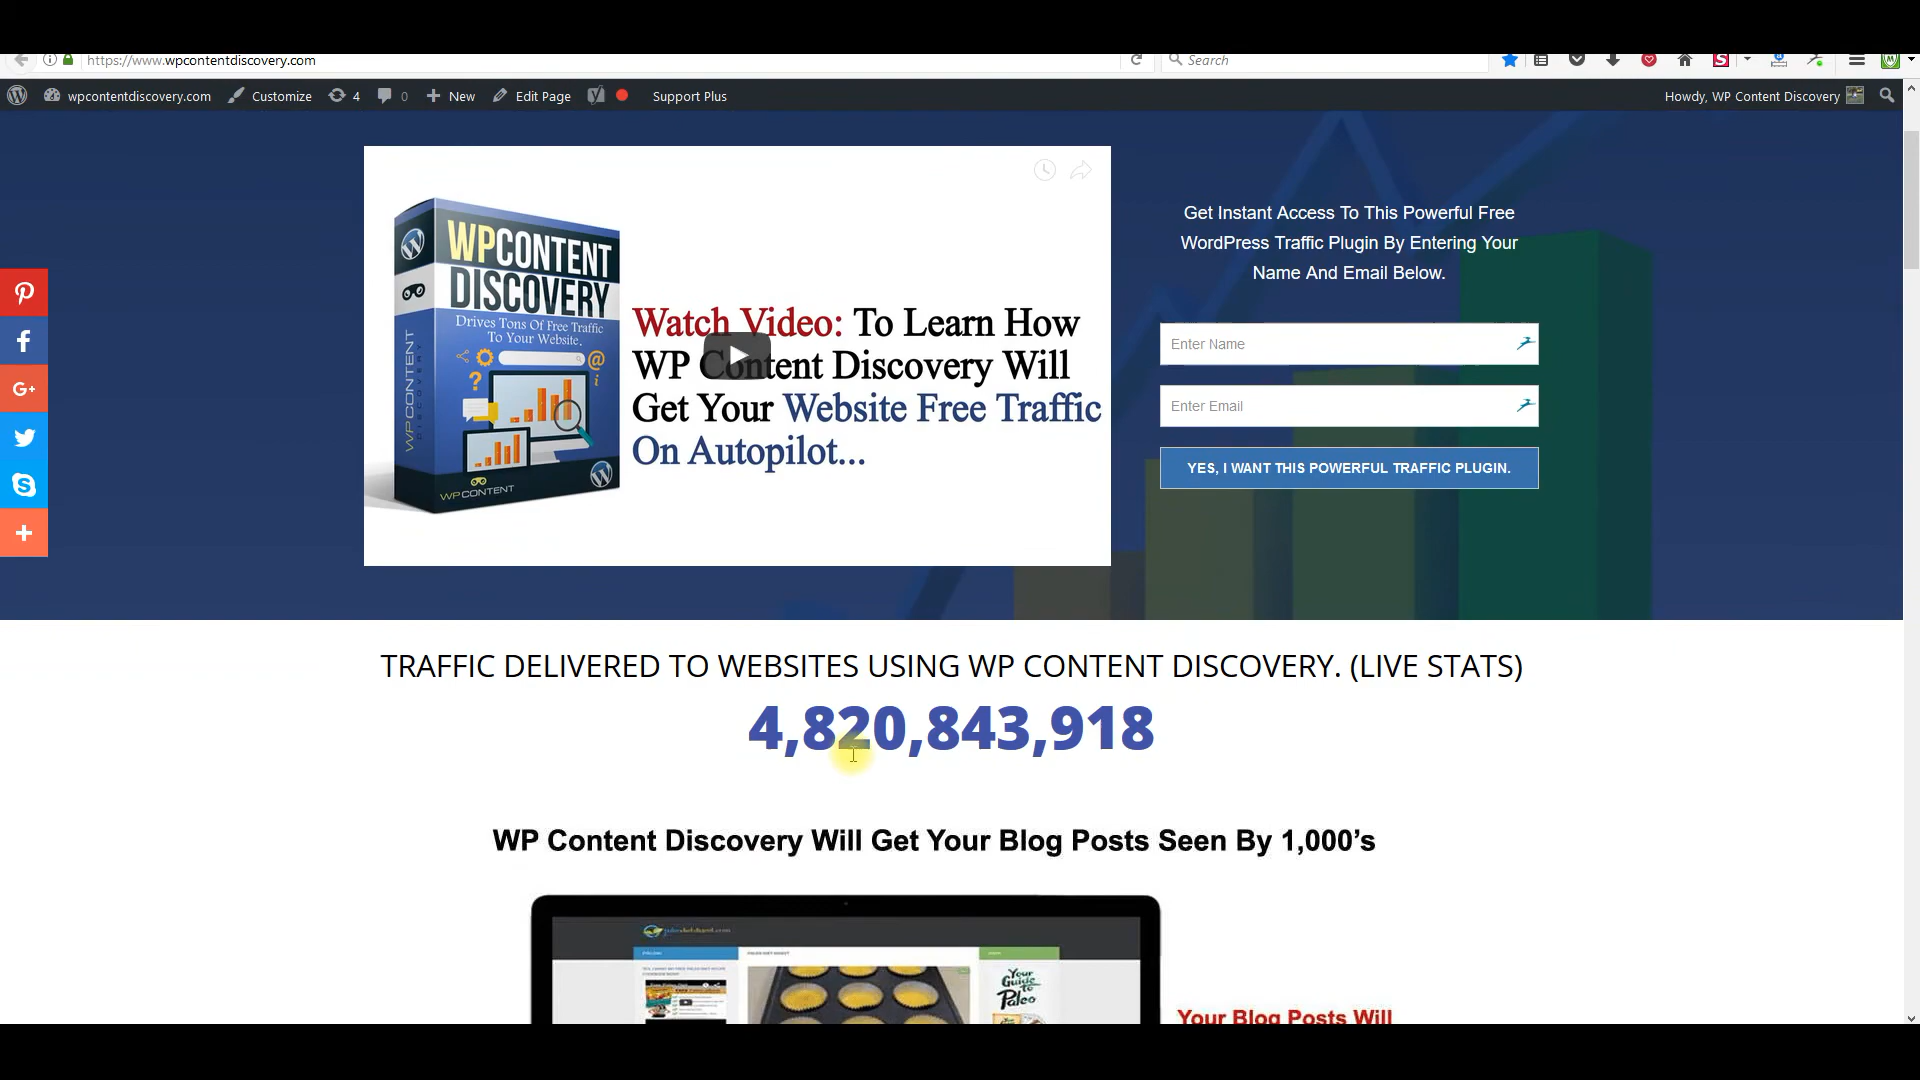 https://www.wpcontentdiscovery.com
Search
wpcontentdiscovery.com Customize 4 0 New Edit Page Support Plus Howdy, WP Content Discovery
WPCONTENT
DISCOVERY
Drives Tons Of Free Traffic
To Your Website.
WPCONTENT
DISCOVERY
WPCONTENT
Watch Video: To Learn How
WP Content Discovery Will
Get Your Website Free Traffic
On Autopilot...
Get Instant Access To This Powerful Free
WordPress Traffic Plugin By Entering Your
Name And Email Below.
Enter Name
Enter Email
YES, I WANT THIS POWERFUL TRAFFIC PLUGIN.
TRAFFIC DELIVERED TO WEBSITES USING WP CONTENT DISCOVERY. (LIVE STATS)
4,820,843,918
WP Content Discovery Will Get Your Blog Posts Seen By 1,000’s
Your
Guide
to
Paleo
Your Blog Posts Will